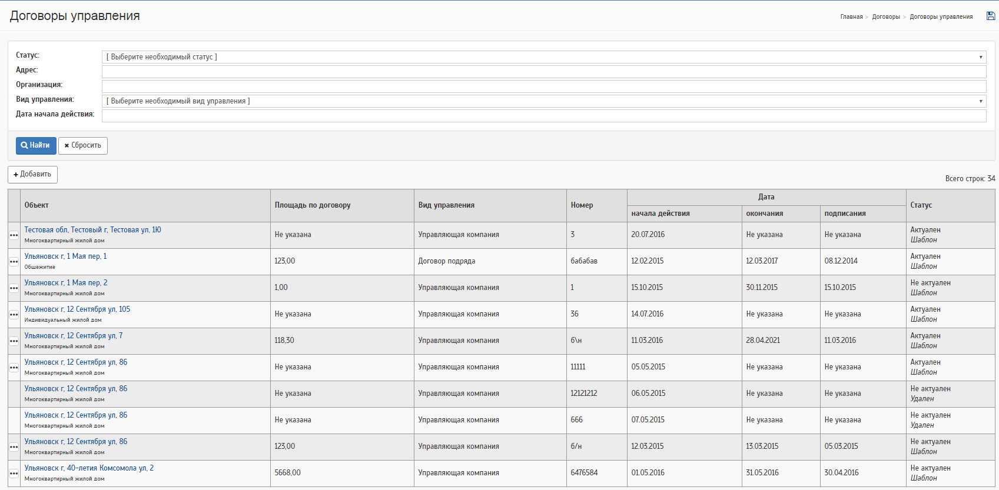 Договоры управления
Главная > Договоры > Договоры управления
Статус: [ Выберите необходимый статус ]
Адрес:
Организация:
Вид управления: [ Выберите необходимый вид управления ]
Дата начала действия:
Найти Сбросить
Добавить
Всего строк: 34
Объект Площадь по договору Вид управления Номер Дата Статус
начала действия окончания подписания
Тестовая обл, Тестовый г, Тестовая ул, 1Ю
Многоквартирный жилой дом
Не указана Управляющая компания 3 20.07.2016 Не указана Не указана
Актуален
Шаблон
Ульяновск г, 1 Мая пер, 1
Общежитие
123,00 Договор подряда бабабав 12.02.2015 12.03.2017 08.12.2014
Актуален
Шаблон
Ульяновск г, 1 Мая пер, 2
Многоквартирный жилой дом
1,00 Управляющая компания 1 15.10.2015 30.11.2015 15.10.2015
Не актуален
Шаблон
Ульяновск г, 12 Сентября ул, 105
Индивидуальный жилой дом
Не указана Управляющая компания 36 14.07.2016 Не указана Не указана
Актуален
Шаблон
Ульяновск г, 12 Сентября ул, 7
Многоквартирный жилой дом
118,30 Управляющая компания б\н 11.03.2016 28.04.2021 11.03.2016
Актуален
Шаблон
Ульяновск г, 12 Сентября ул, 86
Многоквартирный жилой дом
Не указана Управляющая компания 11111 05.05.2015 Не указана Не указана
Актуален
Шаблон
Ульяновск г, 12 Сентября ул, 86
Многоквартирный жилой дом
Не указана Управляющая компания 12121212 06.05.2015 Не указана Не указана
Не актуален
Удален
Ульяновск г, 12 Сентября ул, 86
Многоквартирный жилой дом
Не указана Управляющая компания 666 07.05.2015 Не указана Не указана
Не актуален
Удален
Ульяновск г, 12 Сентября ул, 86
Многоквартирный жилой дом
123,00 Управляющая компания б/н 12.03.2015 13.03.2015 05.03.2015
Не актуален
Шаблон
Ульяновск г, 40-летия Комсомола ул, 2
Многоквартирный жилой дом
5668,00 Управляющая компания 6476584 01.05.2016 31.05.2016 30.04.2016
Не актуален
Шаблон